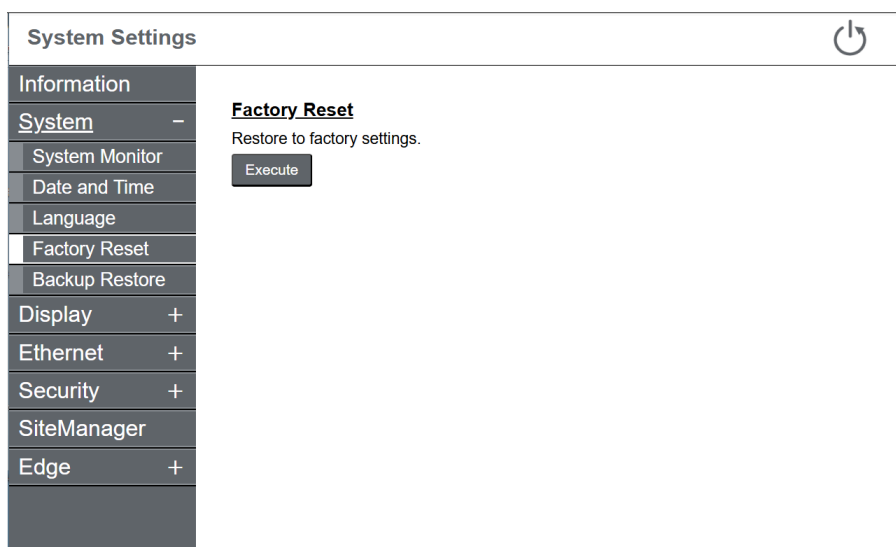 System Settings
Information
System −
System Monitor
Date and Time
Language
Factory Reset
Backup Restore
Display +
Ethernet +
Security +
SiteManager
Edge +
Factory Reset
Restore to factory settings.
Execute